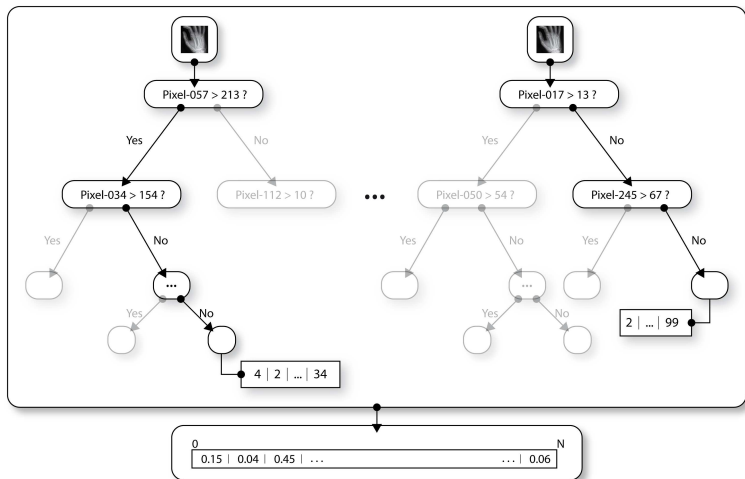 Pixel-057 > 213 ?
Pixel-017 > 13 ?
Yes
No
Yes
No
Pixel-034 > 154 ?
Pixel-112 > 10 ?
...
Pixel-050 > 54 ?
Pixel-245 > 67 ?
Yes
No
Yes
No
Yes
No
...
...
Yes
No
Yes
No
2 | ... | 99
4 | 2 | ... | 34
0
N
0.15 | 0.04 | 0.45 | ... ... | 0.06